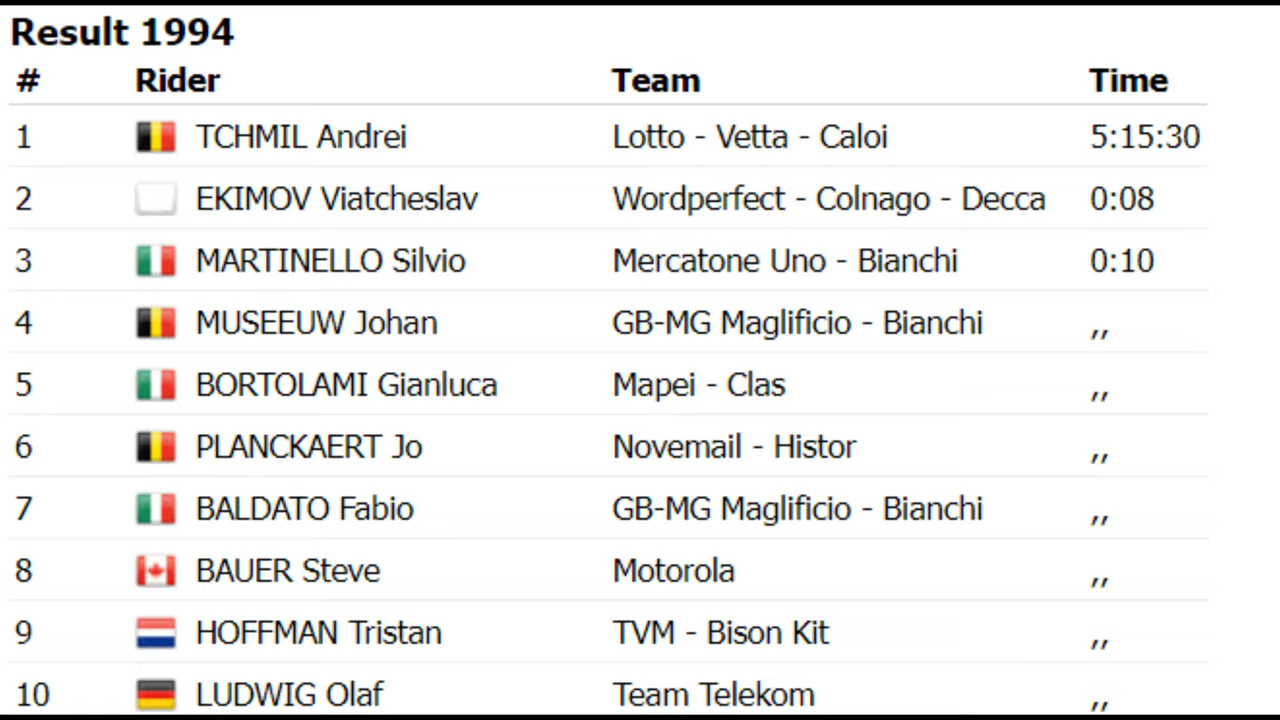 Result 1994
# Rider Team Time
1 TCHMIL Andrei Lotto - Vetta - Caloi 5:15:30
2 EKIMOV Viatcheslav Wordperfect - Colnago - Decca 0:08
3 MARTINELLO Silvio Mercatone Uno - Bianchi 0:10
4 MUSEEUW Johan GB-MG Maglificio - Bianchi ,,
5 BORTOLAMI Gianluca Mapei - Clas ,,
6 PLANCKAERT Jo Novemail - Histor ,,
7 BALDATO Fabio GB-MG Maglificio - Bianchi ,,
8 BAUER Steve Motorola ,,
9 HOFFMAN Tristan TVM - Bison Kit ,,
10 LUDWIG Olaf Team Telekom ,,